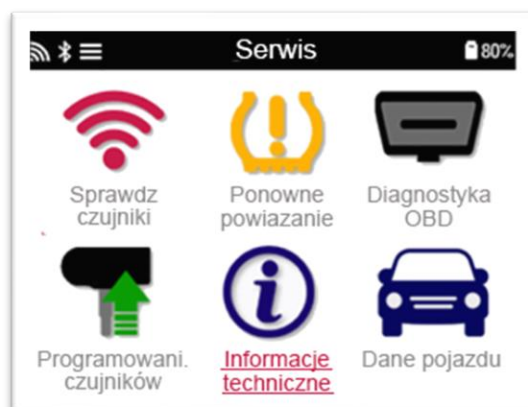 Serwis
80%
Sprawdz
czujniki
Ponowne
powiazanie
Diagnostyka
OBD
Programowani.
czujników
Informacje
techniczne
Dane pojazdu